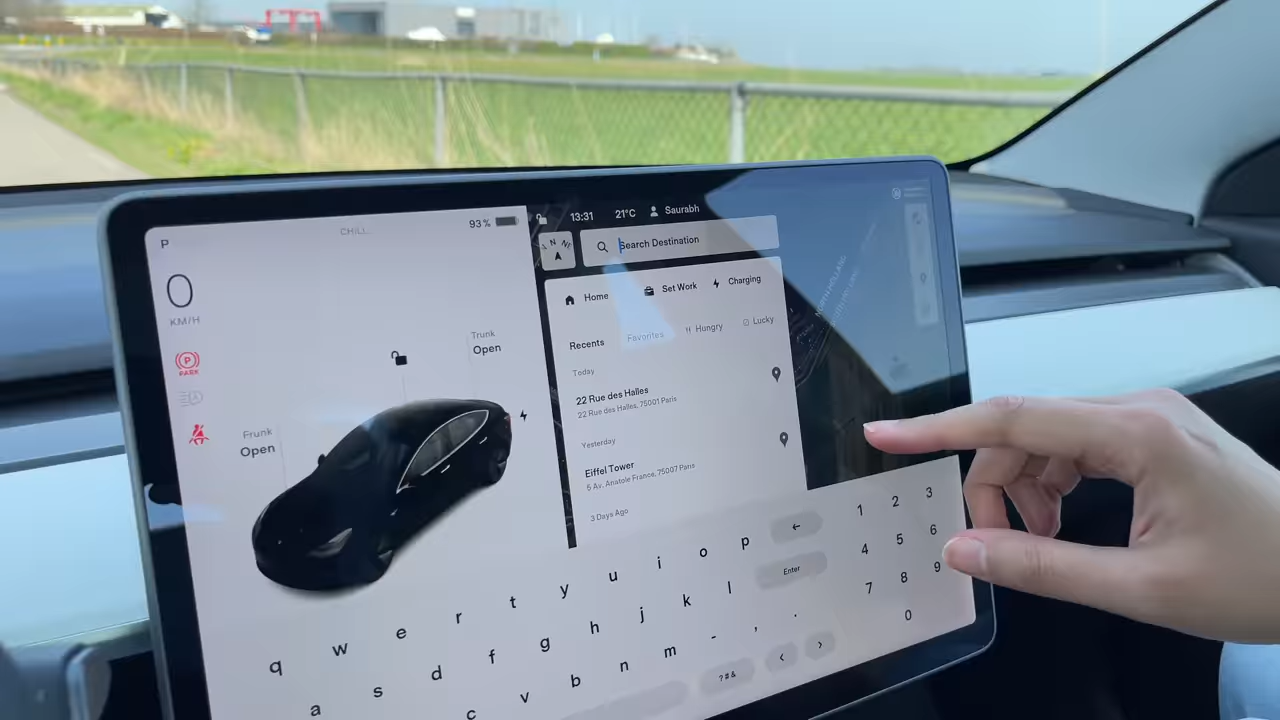 P
CHILL
93 %
13:31 21°C Saurabh
N
Search Destination
0
KM/H
PARK
Home Set Work Charging
Recents Favorites Hungry Lucky
Trunk
Open
Today
22 Rue des Halles
22 Rue des Halles, 75001 Paris
Frunk
Open
Yesterday
Eiffel Tower
5 Av. Anatole France, 75007 Paris
3 Days Ago
q w e r t y u i o p ←
a s d f g h j k l Enter
c v b n m - , .
?#& < >
1 2 3
4 5 6
7 8 9
0
NORTH HOLLAND